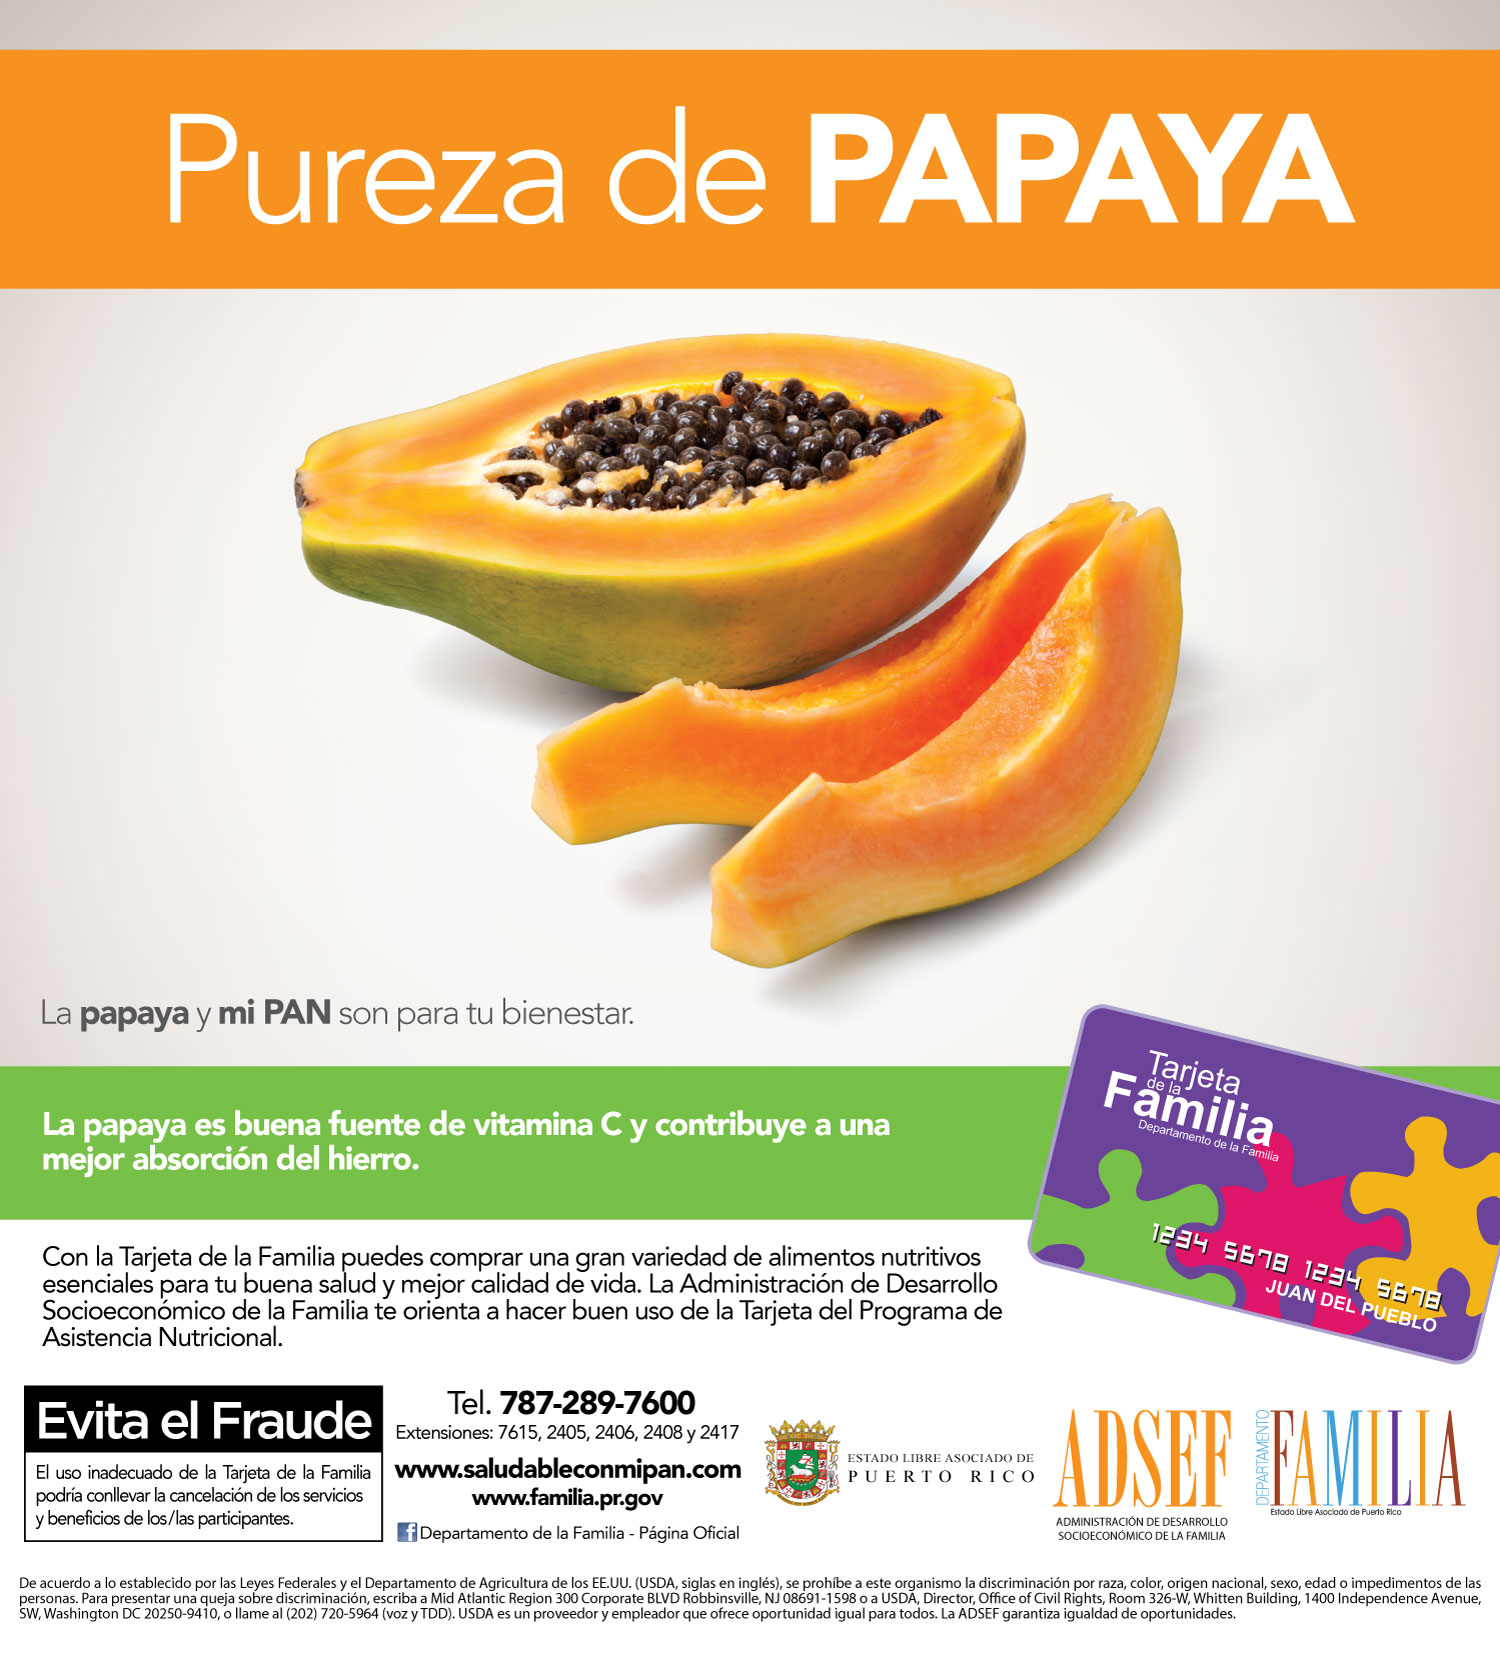 Pureza de PAPAYA
La papaya y mi PAN son para tu bienestar.
Tarjeta
de la
Familia
Departamento de la Familia
1234 5678 1234 5678
JUAN DEL PUEBLO
La papaya es buena fuente de vitamina C y contribuye a una
mejor absorción del hierro.
Con la Tarjeta de la Familia puedes comprar una gran variedad de alimentos nutritivos
esenciales para tu buena salud y mejor calidad de vida. La Administración de Desarrollo
Socioeconómico de la Familia te orienta a hacer buen uso de la Tarjeta del Programa de
Asistencia Nutricional.
Evita el Fraude
El uso inadecuado de la Tarjeta de la Familia
podría conllevar la cancelación de los servicios
y beneficios de los/las participantes.
Tel. 787-289-7600
Extensiones: 7615, 2405, 2406, 2408 y 2417
www.saludableconmipan.com
www.familia.pr.gov
f Departamento de la Familia - Página Oficial
ESTADO LIBRE ASOCIADO DE
PUERTO RICO
ADSEF
ADMINISTRACIÓN DE DESARROLLO
SOCIOECONÓMICO DE LA FAMILIA
DEPARTAMENTO
FAMILIA
Estado Libre Asociado de Puerto Rico
De acuerdo a lo establecido por las Leyes Federales y el Departamento de Agricultura de los EE.UU. (USDA, siglas en inglés), se prohíbe a este organismo la discriminación por raza, color, origen nacional, sexo, edad o impedimentos de las
personas. Para presentar una queja sobre discriminación, escriba a Mid Atlantic Region 300 Corporate BLVD Robbinsville, NJ 08691-1598 o a USDA, Director, Office of Civil Rights, Room 326-W, Whitten Building, 1400 Independence Avenue,
SW, Washington DC 20250-9410, o llame al (202) 720-5964 (voz y TDD). USDA es un proveedor y empleador que ofrece oportunidad igual para todos. La ADSEF garantiza igualdad de oportunidades.